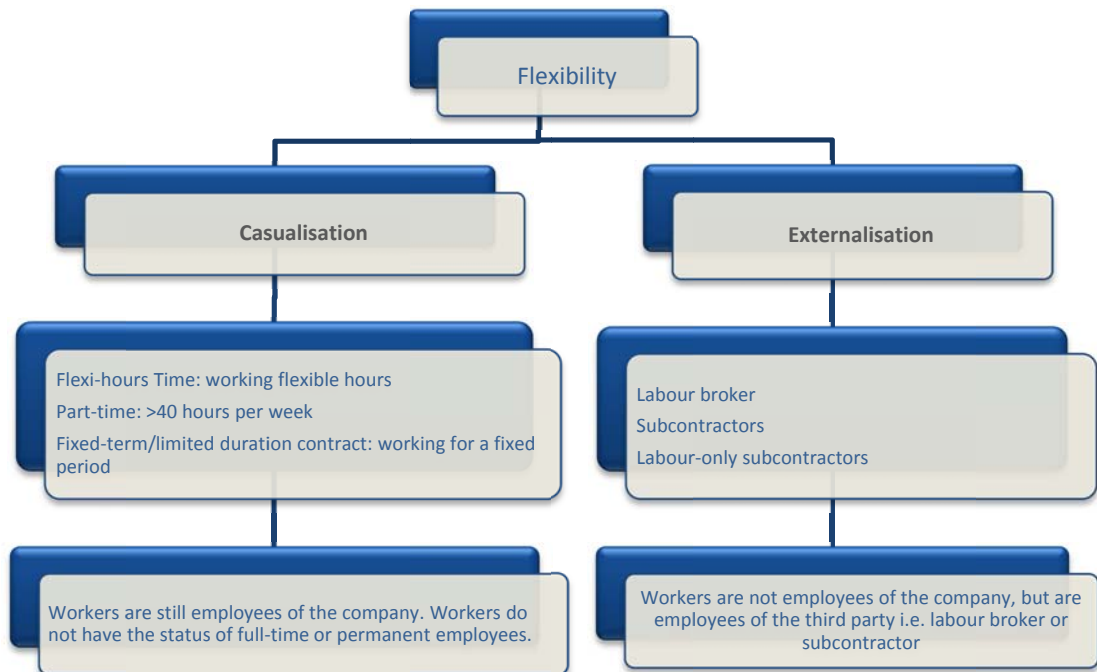 Flexibility
Casualisation
Externalisation
Flexi-hours Time: working flexible hours
Part-time: >40 hours per week
Fixed-term/limited duration contract: working for a fixed
period
Labour broker
Subcontractors
Labour-only subcontractors
Workers are still employees of the company. Workers do
not have the status of full-time or permanent employees.
Workers are not employees of the company, but are
employees of the third party i.e. labour broker or
subcontractor